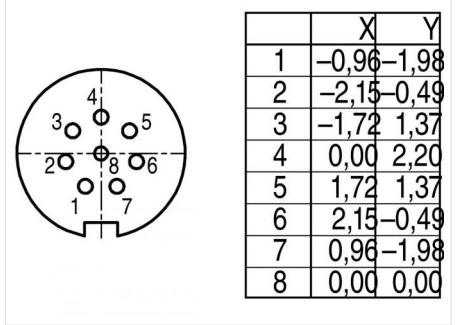 4
3 5
2 8 6
1 7
X Y
1 –0,96 –1,98
2 –2,15 –0,49
3 –1,72 1,37
4 0,00 2,20
5 1,72 1,37
6 2,15 –0,49
7 0,96 –1,98
8 0,00 0,00